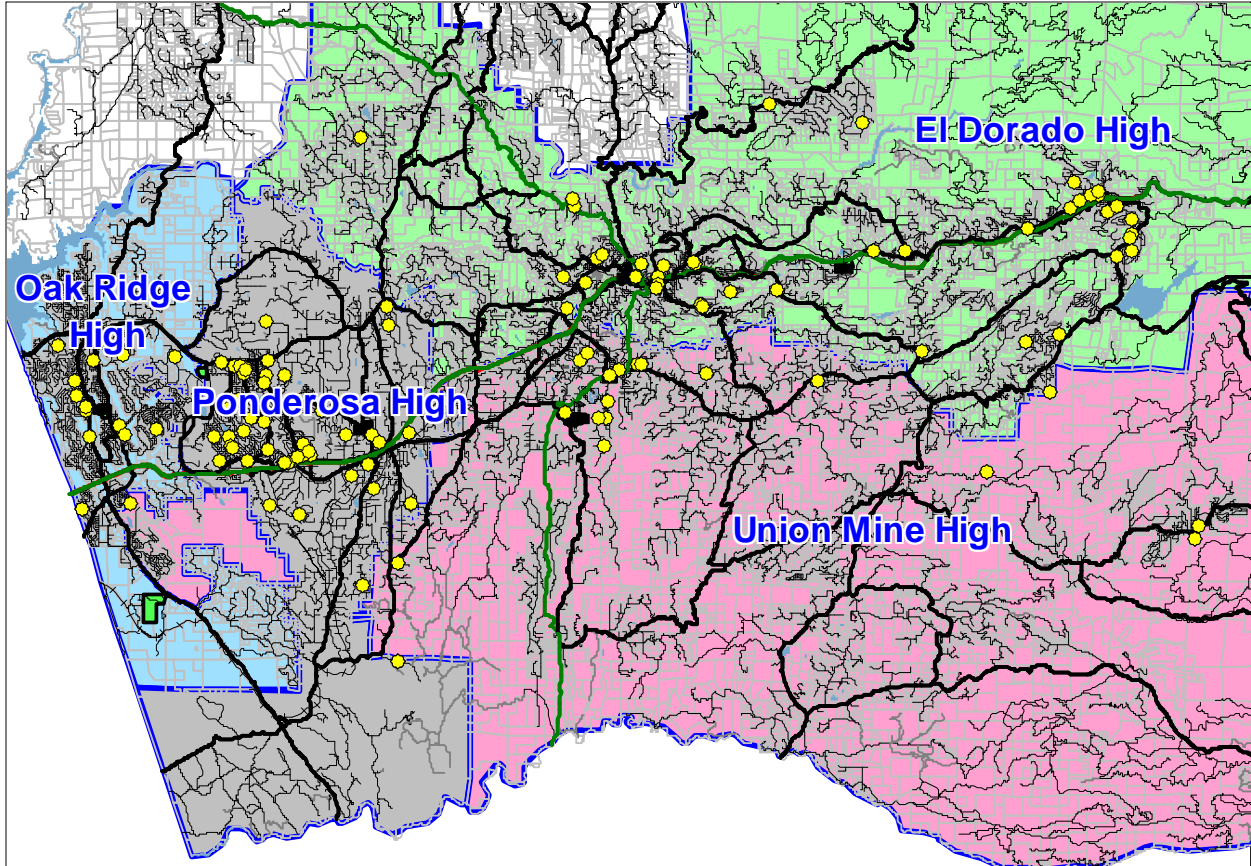 El Dorado High
Oak Ridge
High
Ponderosa High
Union Mine High